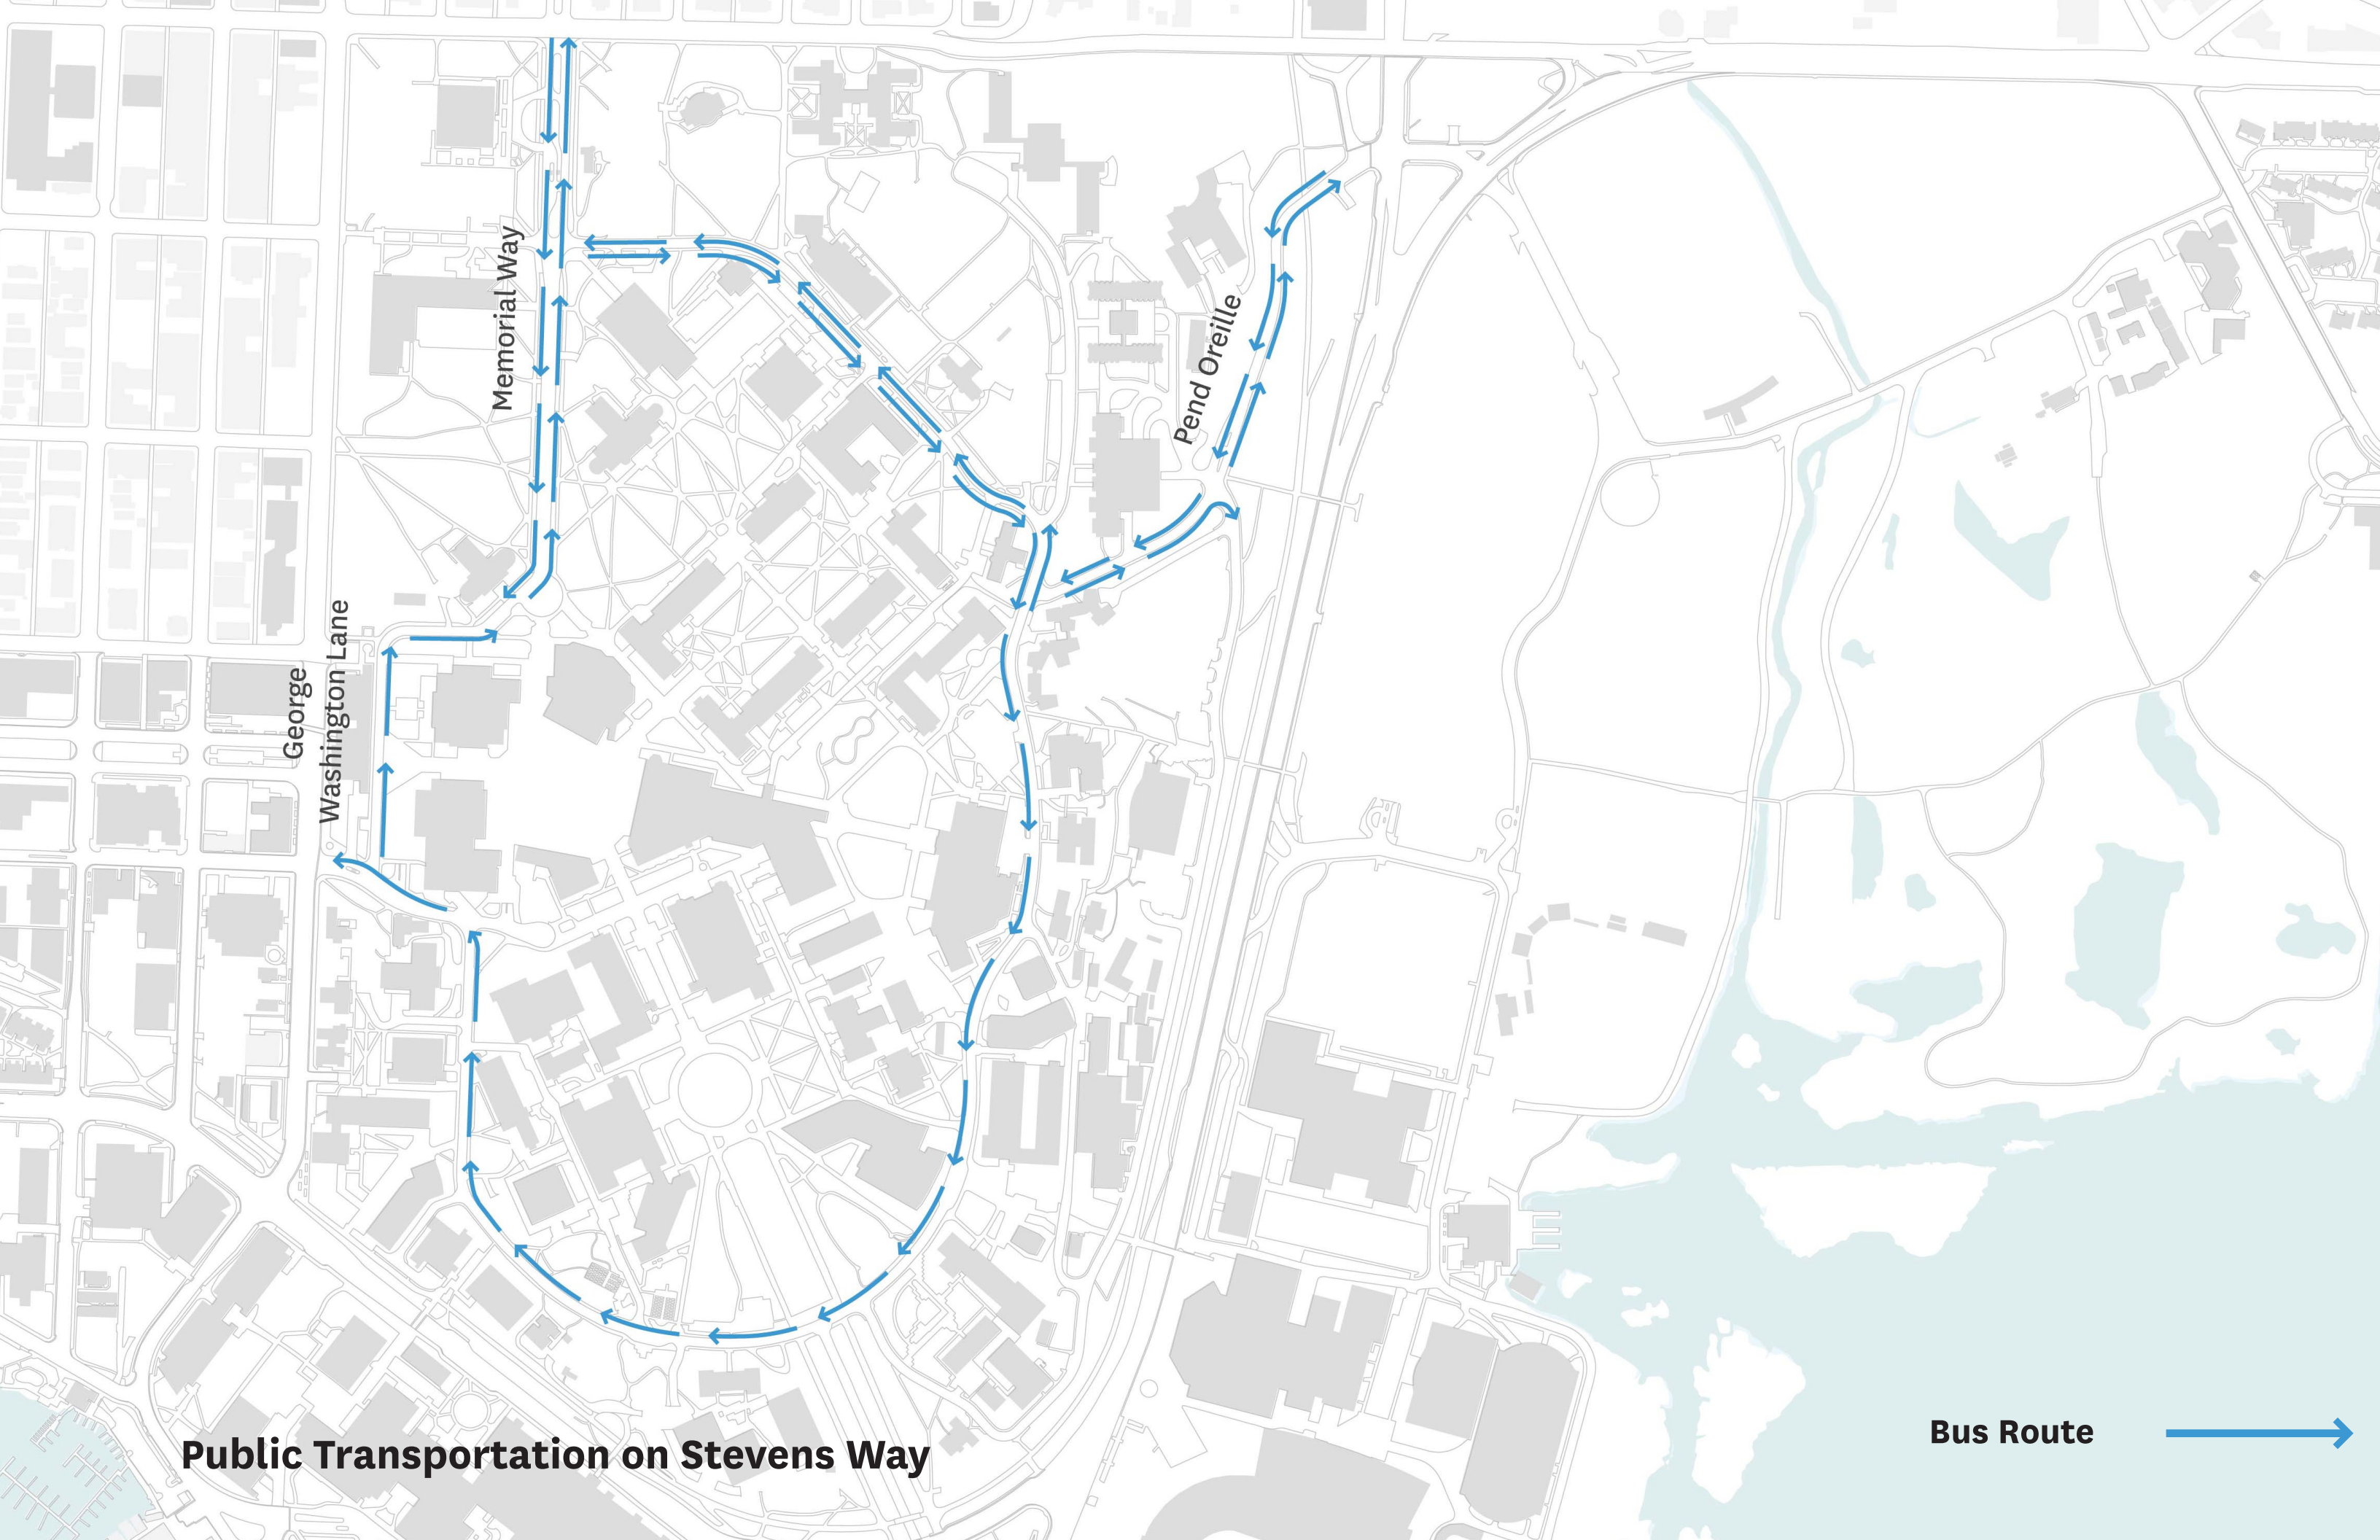 Memorial Way
Pend Oreille
George
Washington Lane
Public Transportation on Stevens Way
Bus Route